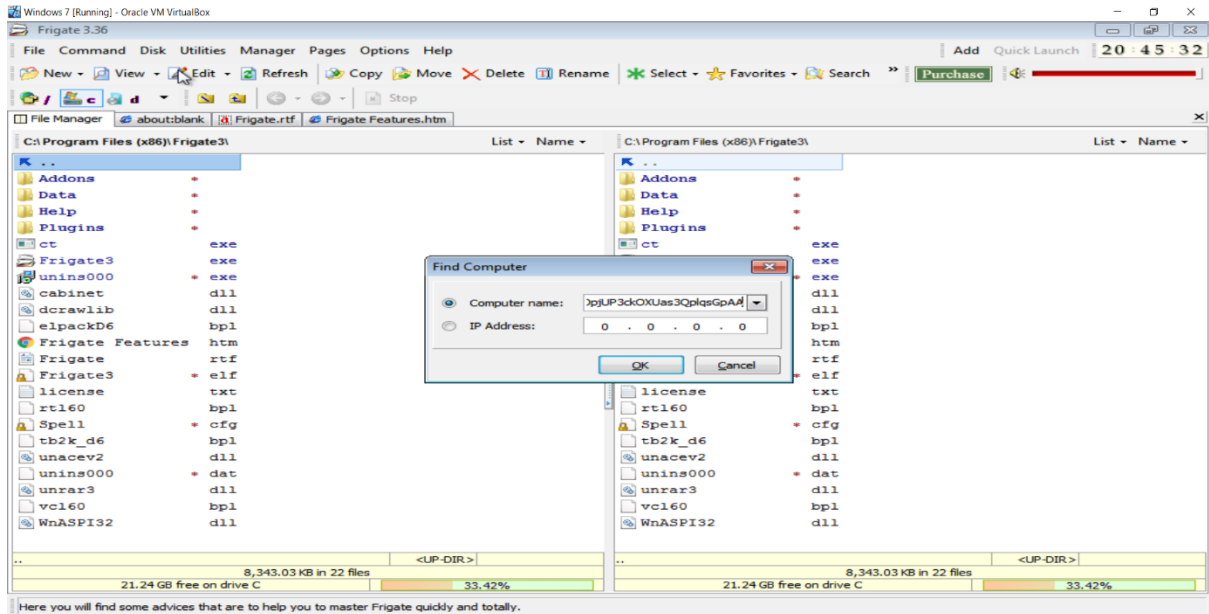 Windows 7 [Running] - Oracle VM VirtualBox
Frigate 3.36
File Command Disk Utilities Manager Pages Options Help Add Quick Launch 20:45:32
New View Edit Refresh Copy Move Delete Rename Select Favorites Search » Purchase
/ c d Stop
File Manager about:blank Frigate.rtf Frigate Features.htm
C:\Program Files (x86)\Frigate3\ List Name C:\Program Files (x86)\Frigate3\ List Name
.. ..
Addons * Addons *
Data * Data *
Help * Help *
Plugins * Plugins *
ct exe ct exe
Frigate3 exe exe
unins000 * exe * exe
cabinet dll dll
dcrawlib dll dll
elpackD6 bpl bpl
Frigate Features htm htm
Frigate rtf rtf
Frigate3 * elf * elf
license txt license txt
rtl60 bpl rtl60 bpl
Spell * cfg Spell * cfg
tb2k_d6 bpl tb2k_d6 bpl
unacev2 dll unacev2 dll
unins000 * dat unins000 * dat
unrar3 dll unrar3 dll
vcl60 bpl vcl60 bpl
WnASPI32 dll WnASPI32 dll
Find Computer
Computer name:
IP Address: 0 . 0 . 0 . 0
OK Cancel
.. <UP-DIR> .. <UP-DIR>
8,343.03 KB in 22 files 8,343.03 KB in 22 files
21.24 GB free on drive C 33.42% 21.24 GB free on drive C 33.42%
Here you will find some advices that are to help you to master Frigate quickly and totally.